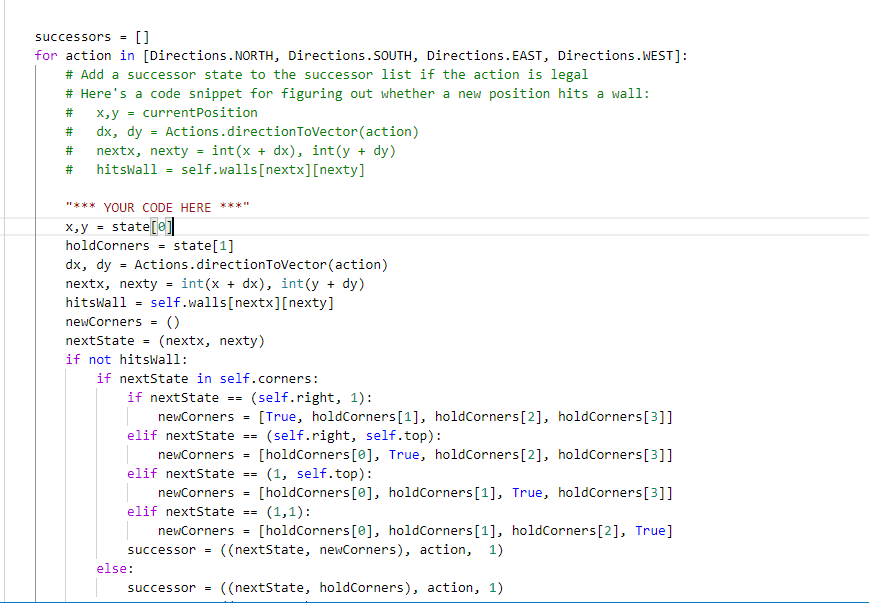 successors = []
for action in [Directions.NORTH, Directions.SOUTH, Directions.EAST, Directions.WEST]:
# Add a successor state to the successor list if the action is legal
# Here's a code snippet for figuring out whether a new position hits a wall:
#   x,y = currentPosition
#   dx, dy = Actions.directionToVector(action)
#   nextx, nexty = int(x + dx), int(y + dy)
#   hitsWall = self.walls[nextx][nexty]
"*** YOUR CODE HERE ***"
x,y = state[0]
holdCorners = state[1]
dx, dy = Actions.directionToVector(action)
nextx, nexty = int(x + dx), int(y + dy)
hitsWall = self.walls[nextx][nexty]
newCorners = ()
nextState = (nextx, nexty)
if not hitsWall:
if nextState in self.corners:
if nextState == (self.right, 1):
newCorners = [True, holdCorners[1], holdCorners[2], holdCorners[3]]
elif nextState == (self.right, self.top):
newCorners = [holdCorners[0], True, holdCorners[2], holdCorners[3]]
elif nextState == (1, self.top):
newCorners = [holdCorners[0], holdCorners[1], True, holdCorners[3]]
elif nextState == (1,1):
newCorners = [holdCorners[0], holdCorners[1], holdCorners[2], True]
successor = ((nextState, newCorners), action,  1)
else:
successor = ((nextState, holdCorners), action, 1)